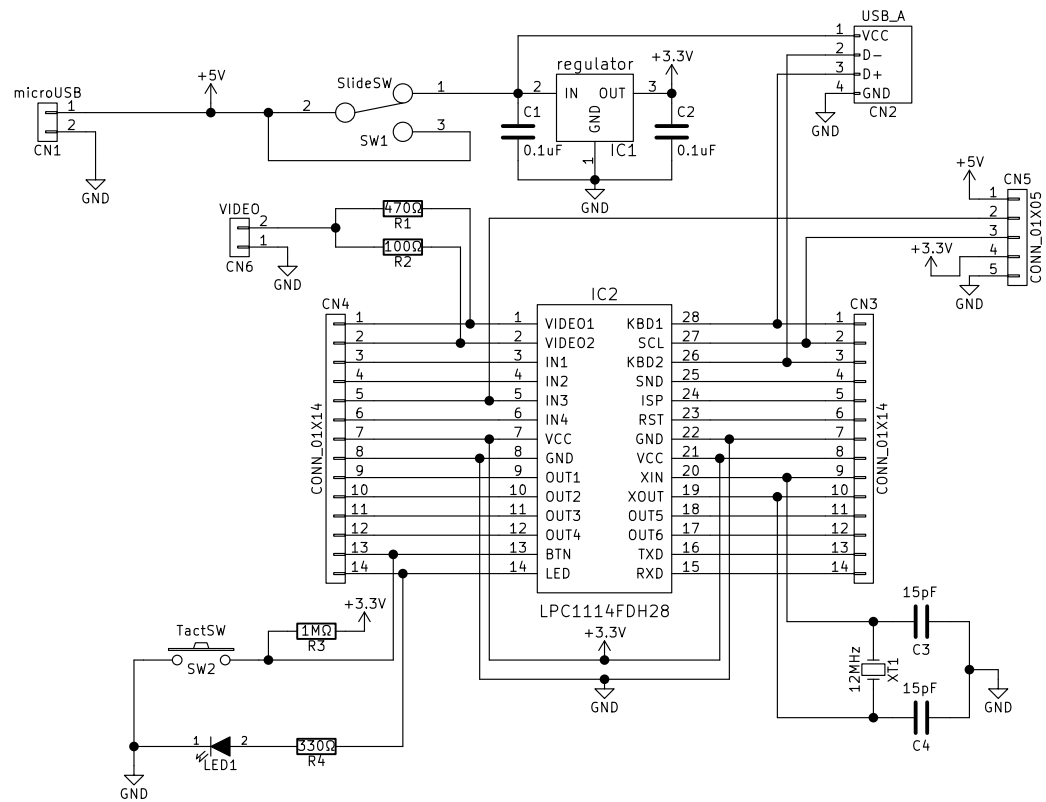 USB_A
1 VCC
2 D-
3 D+
4 GND
CN2
GND
microUSB
1
2
CN1
GND
+5V
2
SlideSW
1
3
SW1
regulator
2 IN OUT 3
GND
1
IC1
+3.3V
C1
0.1uF
C2
0.1uF
GND
+5V
CN5
1
2
3
4
5
CONN_01X05
+3.3V
GND
VIDEO
2
1
CN6
GND
470Ω
R1
100Ω
R2
CN4
IC2
CN3
1 1 VIDEO1 KBD1 28 1
2 2 VIDEO2 SCL 27 2
3 3 IN1 KBD2 26 3
4 4 IN2 SND 25 4
5 5 IN3 ISP 24 5
6 6 IN4 RST 23 6
7 7 VCC GND 22 7
8 8 GND VCC 21 8
9 9 OUT1 XIN 20 9
10 10 OUT2 XOUT 19 10
11 11 OUT3 OUT5 18 11
12 12 OUT4 OUT6 17 12
13 13 BTN TXD 16 13
14 14 LED RXD 15 14
CONN_01X14
CONN_01X14
LPC1114FDH28
+3.3V
GND
+3.3V
1MΩ
R3
TactSW
SW2
1 2
LED1
330Ω
R4
GND
15pF
C3
12MHz
XT1
15pF
C4
GND